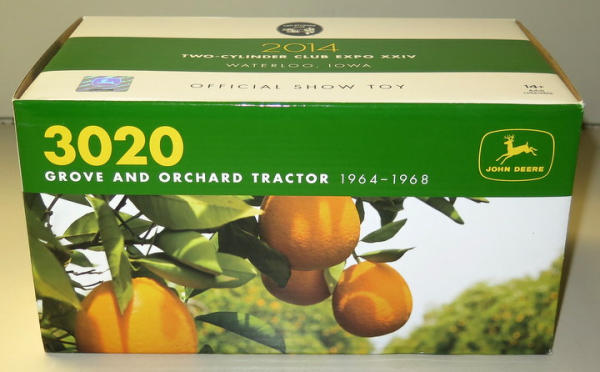 2014
TWO-CYLINDER CLUB EXPO XXIV
WATERLOO, IOWA
OFFICIAL SHOW TOY
14+
3020
GROVE AND ORCHARD TRACTOR 1964–1968
JOHN DEERE